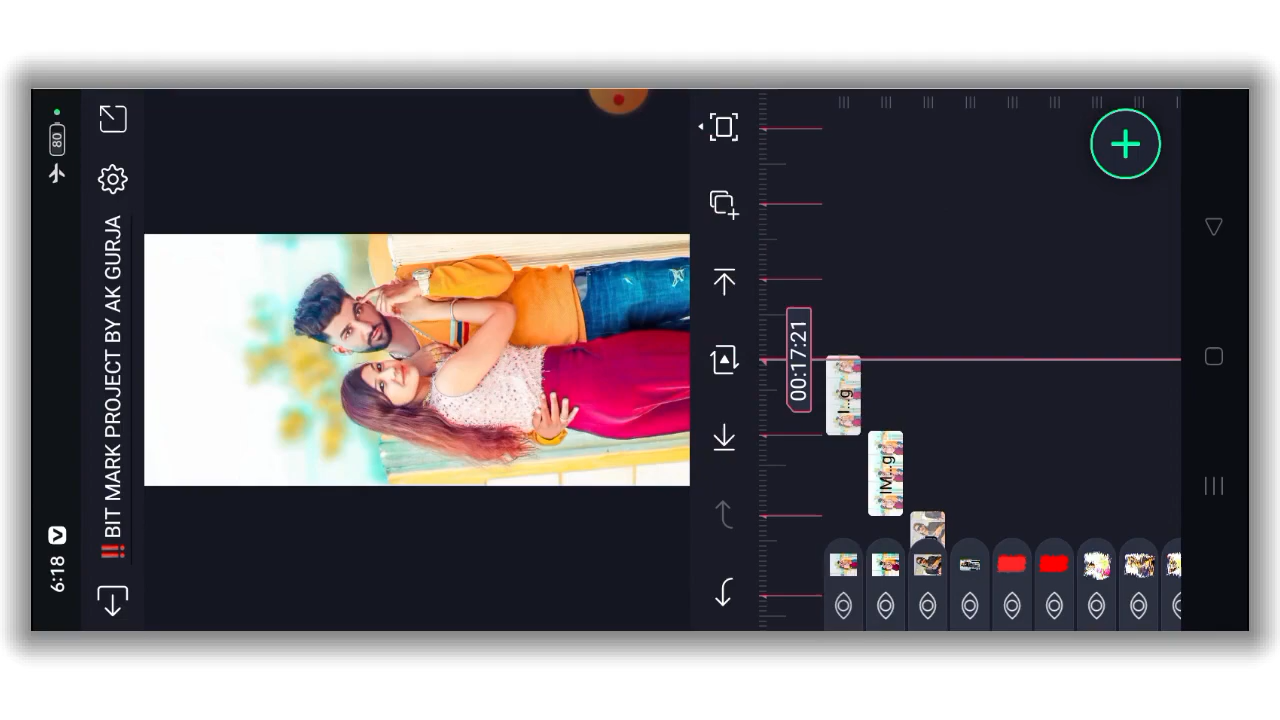 6:18
80
‼ BIT MARK PROJECT BY AK GURJA
00:17:21
I...g
IM...g